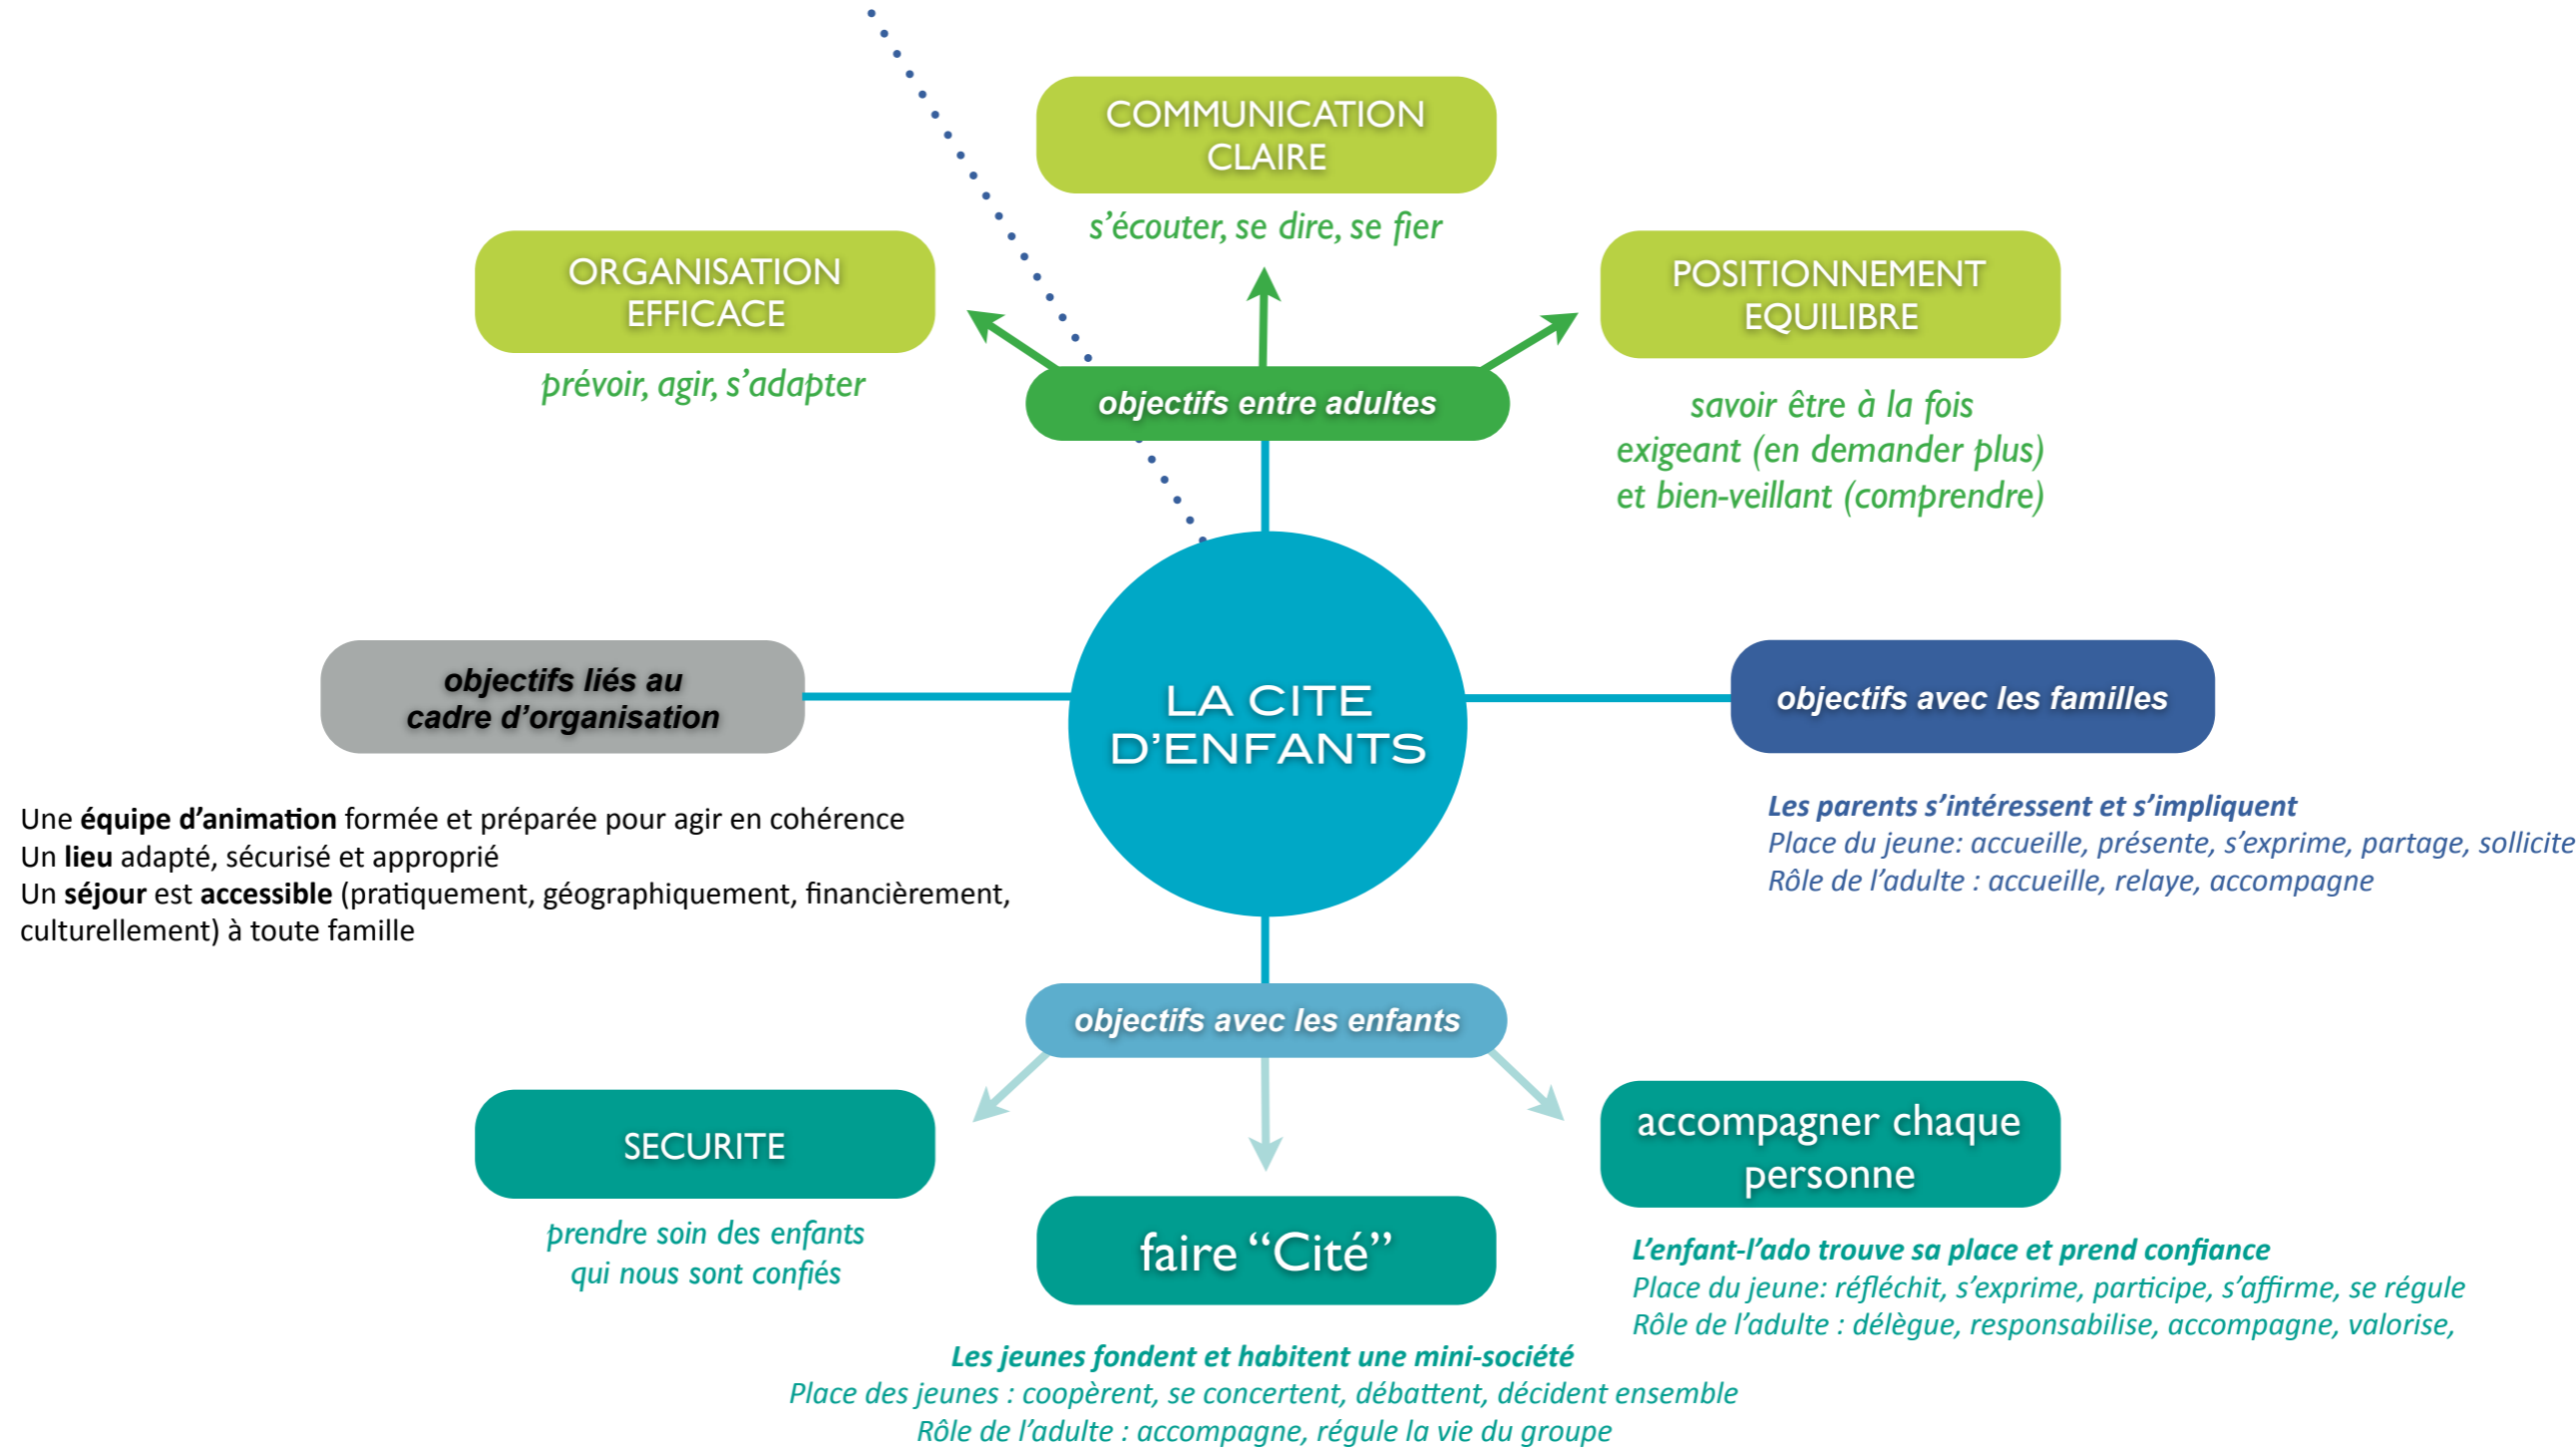 COMMUNICATION
CLAIRE
s’écouter, se dire, se fier
ORGANISATION
EFFICACE
prévoir, agir, s’adapter
POSITIONNEMENT
EQUILIBRE
savoir être à la fois
exigeant (en demander plus)
et bien-veillant (comprendre)
objectifs entre adultes
objectifs liés au
cadre d’organisation
Une équipe d’animation formée et préparée pour agir en cohérence
Un lieu adapté, sécurisé et approprié
Un séjour est accessible (pratiquement, géographiquement, financièrement,
culturellement) à toute famille
LA CITE
D’ENFANTS
objectifs avec les familles
Les parents s’intéressent et s’impliquent
Place du jeune: accueille, présente, s’exprime, partage, sollicite
Rôle de l’adulte : accueille, relaye, accompagne
objectifs avec les enfants
SECURITE
prendre soin des enfants
qui nous sont confiés
faire “Cité”
Les jeunes fondent et habitent une mini-société
Place des jeunes : coopèrent, se concertent, débattent, décident ensemble
Rôle de l’adulte : accompagne, régule la vie du groupe
accompagner chaque
personne
L’enfant-l’ado trouve sa place et prend confiance
Place du jeune: réfléchit, s’exprime, participe, s’affirme, se régule
Rôle de l’adulte : délègue, responsabilise, accompagne, valorise,